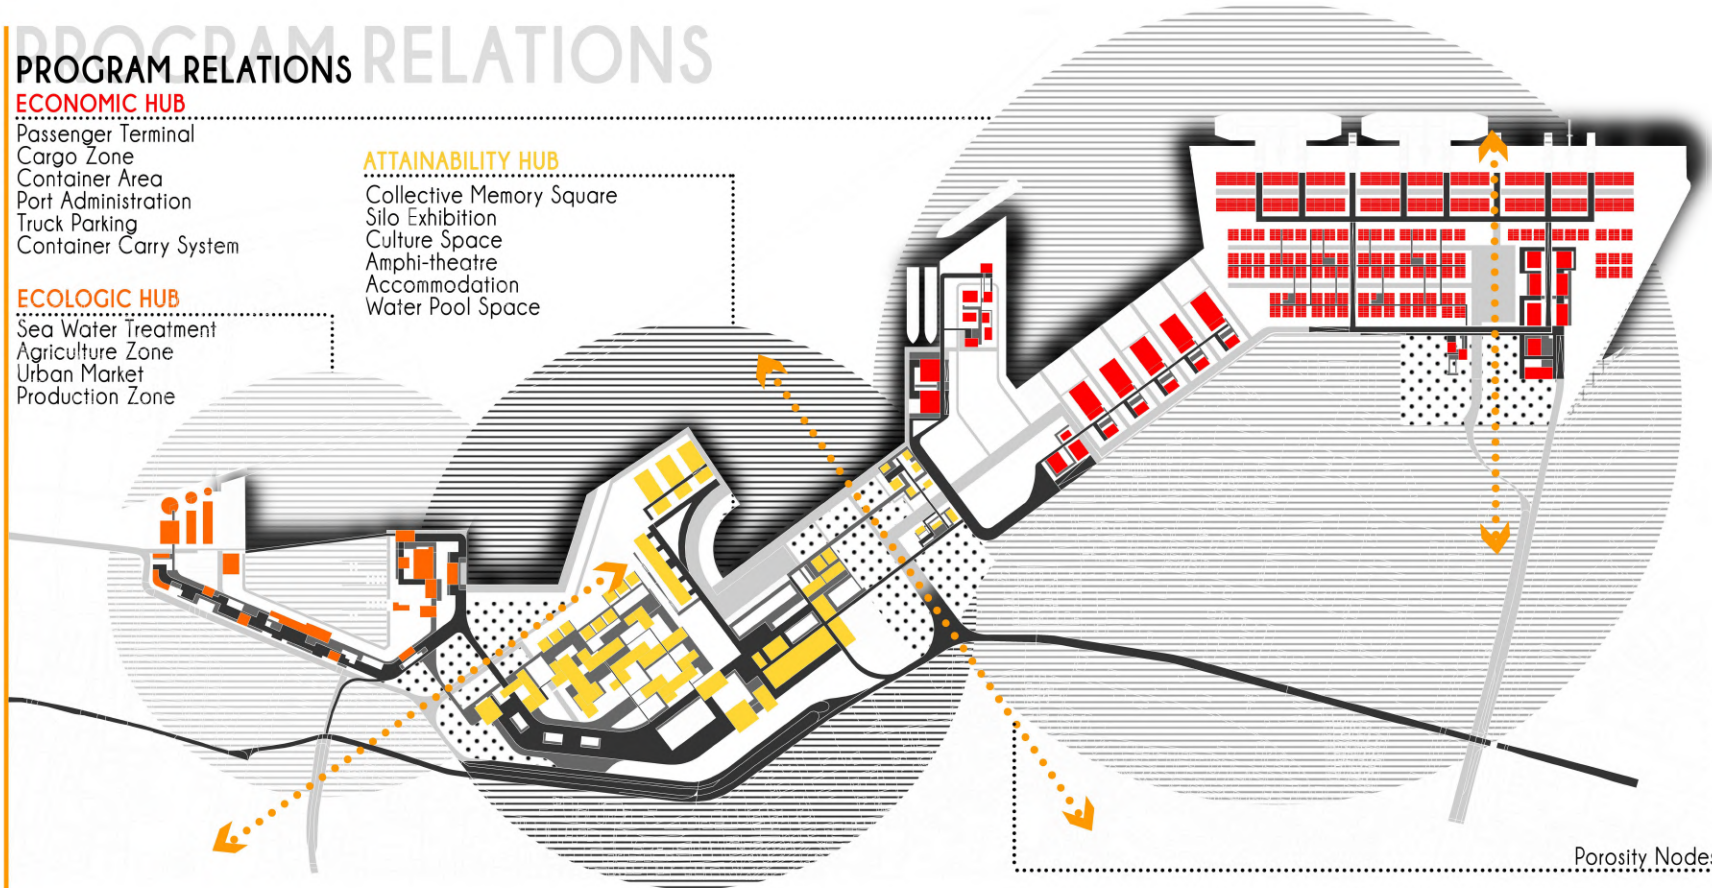 PROGRAM RELATIONS
PROGRAM RELATIONS
ECONOMIC HUB
Passenger Terminal
Cargo Zone
Container Area
Port Administration
Truck Parking
Container Carry System
ECOLOGIC HUB
Sea Water Treatment
Agriculture Zone
Urban Market
Production Zone
ATTAINABILITY HUB
Collective Memory Square
Silo Exhibition
Culture Space
Amphi-theatre
Accommodation
Water Pool Space
Porosity Nodes